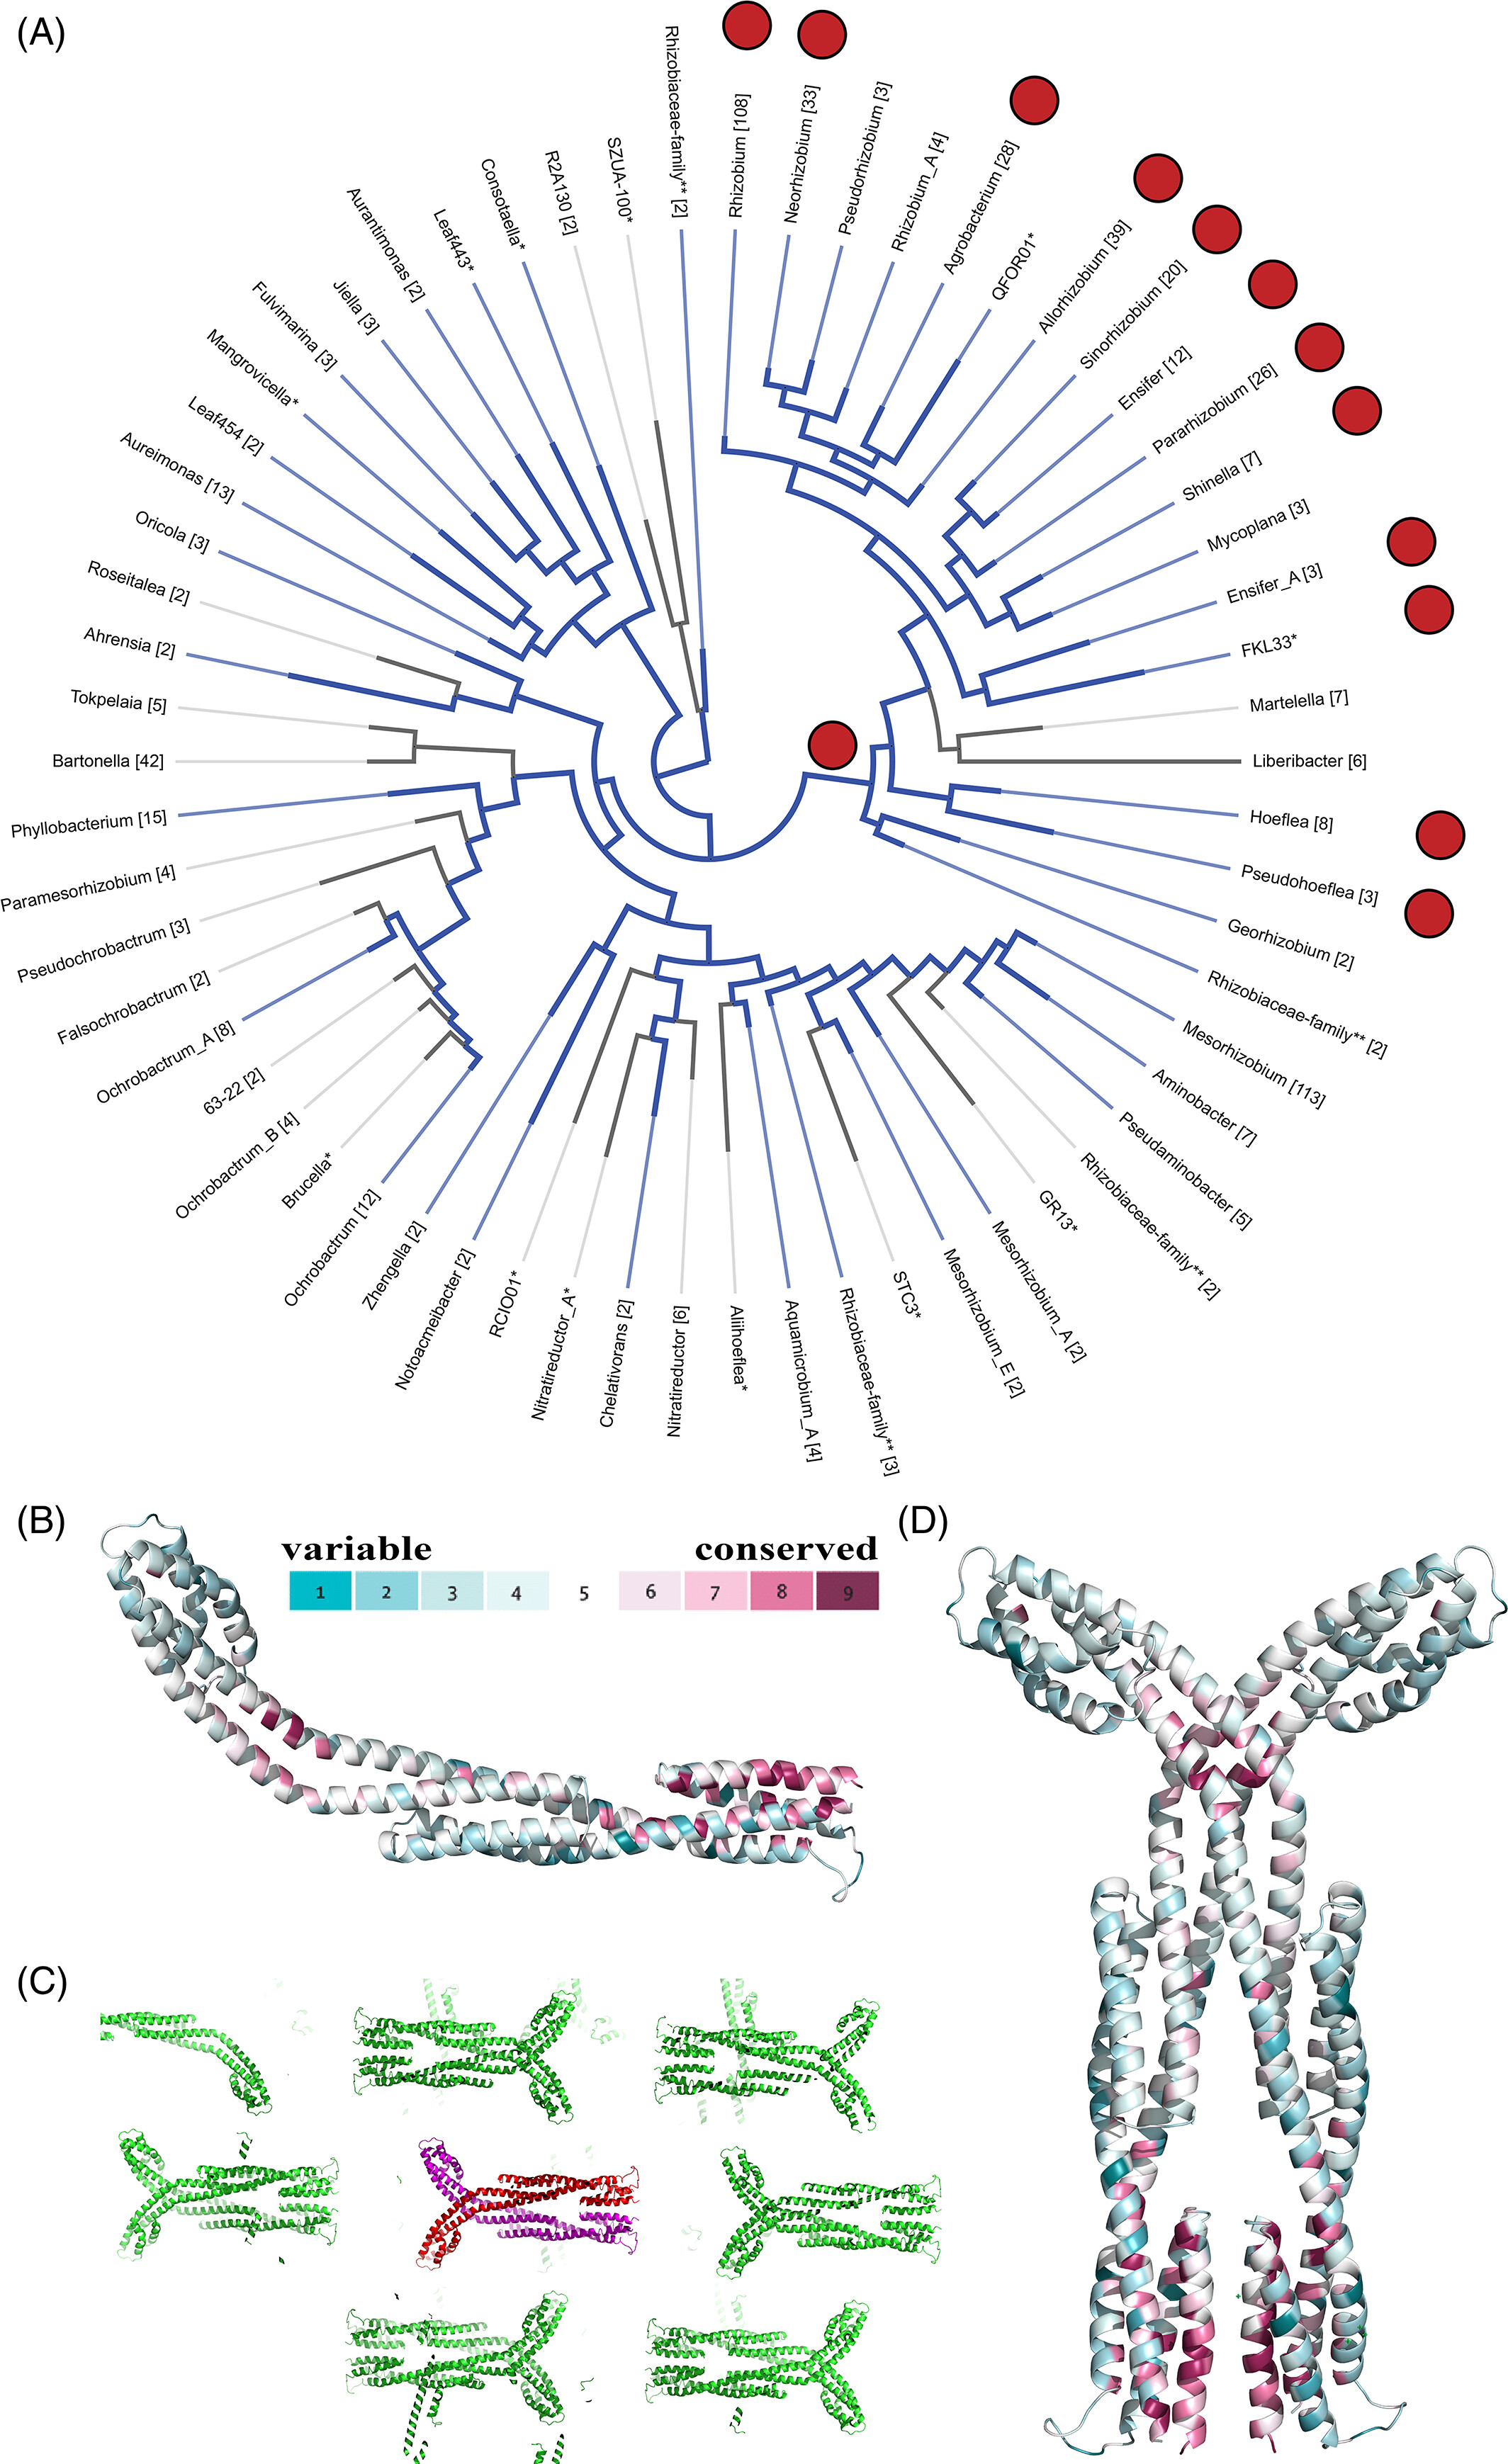 (A)
Rhizobiaceae-family** [2]
Rhizobium [108]
Neorhizobium [33]
Pseudorhizobium [3]
Rhizobium_A [4]
Agrobacterium [28]
QFOR01*
Allorhizobium [39]
Sinorhizobium [20]
Ensifer [12]
Pararhizobium [26]
Shinella [7]
Mycoplana [3]
Ensifer_A [3]
FKL33*
Martelella [7]
Liberibacter [6]
Hoeflea [8]
Pseudohoeflea [3]
Georhizobium [2]
Rhizobiaceae-family** [2]
Mesorhizobium [113]
Aminobacter [7]
Pseudaminobacter [5]
Rhizobiaceae-family** [2]
GR13*
Mesorhizobium_A [2]
Mesorhizobium_E [2]
STC3*
Rhizobiaceae-family** [3]
Aquamicrobium_A [4]
Aliihoeflea*
Nitratireductor [6]
Chelativorans [2]
Nitratireductor_A*
RCIO01*
Notoacmeibacter [2]
Zhengella [2]
Ochrobactrum [12]
Brucella*
Ochrobactrum_B [4]
63-22 [2]
Ochrobactrum_A [8]
Falsochrobactrum [2]
Pseudochrobactrum [3]
Paramesorhizobium [4]
Phyllobacterium [15]
Bartonella [42]
Tokpelaia [5]
Ahrensia [2]
Roseitalea [2]
Oricola [3]
Aureimonas [13]
Leaf454 [2]
Mangrovicella*
Fulvimarina [3]
Jiella [3]
Aurantimonas [2]
Leaf443*
Consotaella*
R2A130 [2]
SZUA-100*
(B)
variable conserved
1 2 3 4 5 6 7 8 9
(C)
(D)